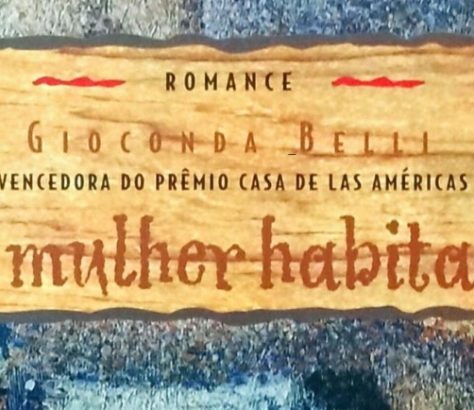 ROMANCE
GIOCONDA BELLI
VENCEDORA DO PRÊMIO CASA DE LAS AMÉRICAS
mulher habita